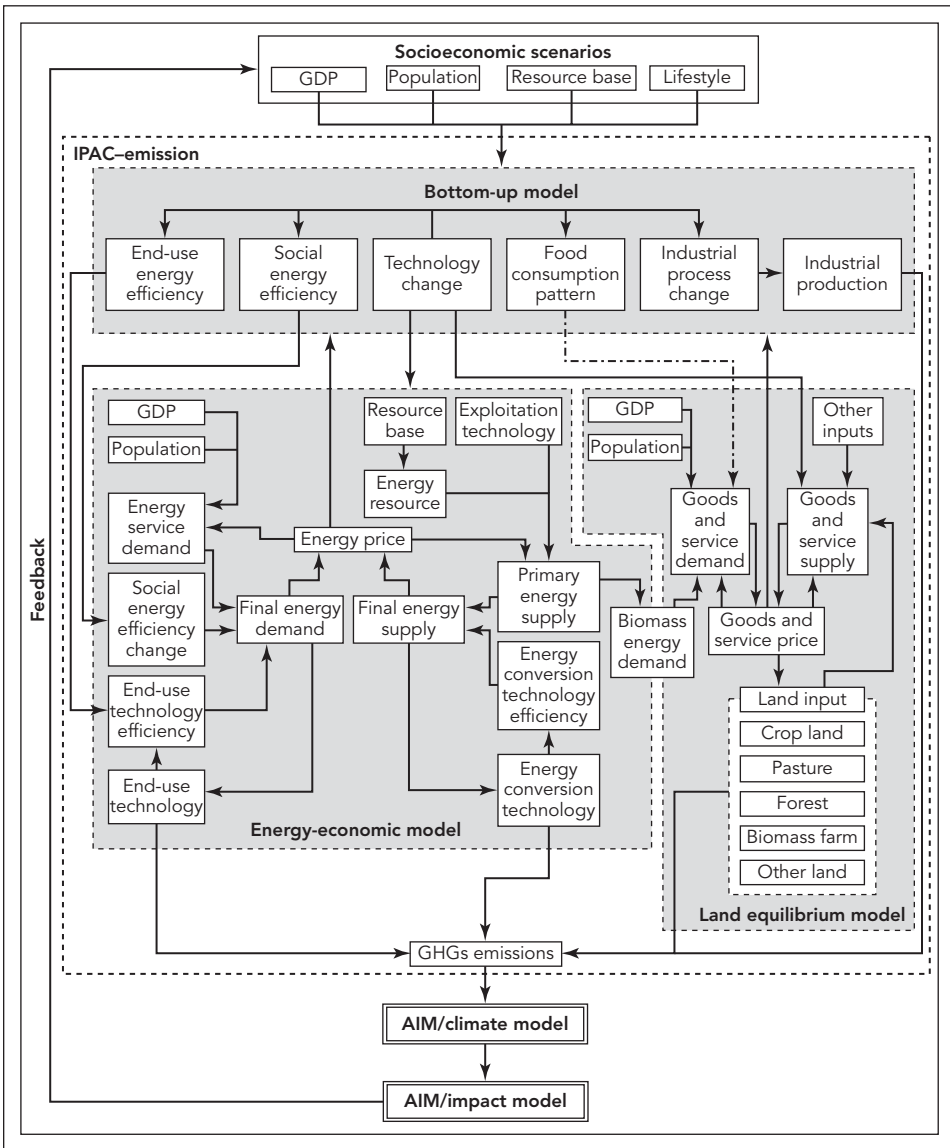 Socioeconomic scenarios
GDP
Population
Resource base
Lifestyle
IPAC–emission
Bottom-up model
End-use
energy
efficiency
Social
energy
efficiency
Technology
change
Food
consumption
pattern
Industrial
process
change
Industrial
production
GDP
Population
Resource
base
Exploitation
technology
Energy
resource
Energy
service
demand
Energy price
Social
energy
efficiency
change
Final energy
demand
Final energy
supply
Primary
energy
supply
Energy
conversion
technology
efficiency
End-use
technology
efficiency
End-use
technology
Energy
conversion
technology
Energy-economic model
GDP
Population
Other
inputs
Goods
and
service
demand
Goods
and
service
supply
Biomass
energy
demand
Goods and
service price
Land input
Crop land
Pasture
Forest
Biomass farm
Other land
Land equilibrium model
GHGs emissions
AIM/climate model
AIM/impact model
Feedback